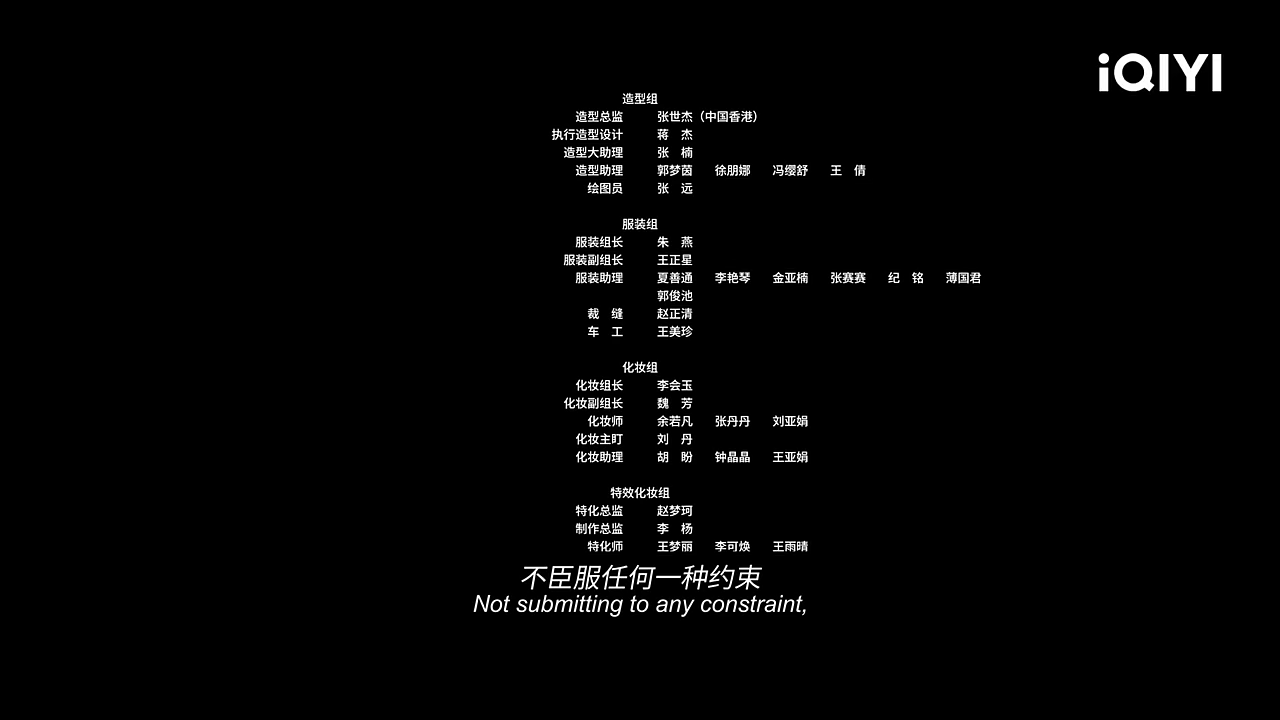 iQIYI
造型组
造型总监 张世杰（中国香港）
执行造型设计 蒋 杰
造型大助理 张 楠
造型助理 郭梦茵 徐朋娜 冯缨舒 王 倩
绘图员 张 远
服装组
服装组长 朱 燕
服装副组长 王正星
服装助理 夏善通 李艳琴 金亚楠 张赛赛 纪 铭 薄国君
郭俊池
裁 缝 赵正清
车 工 王美珍
化妆组
化妆组长 李会玉
化妆副组长 魏 芳
化妆师 余若凡 张丹丹 刘亚娟
化妆主盯 刘 丹
化妆助理 胡 盼 钟晶晶 王亚娟
特效化妆组
特化总监 赵梦珂
制作总监 李 杨
特化师 王梦丽 李可焕 王雨晴
不臣服任何一种约束
Not submitting to any constraint,